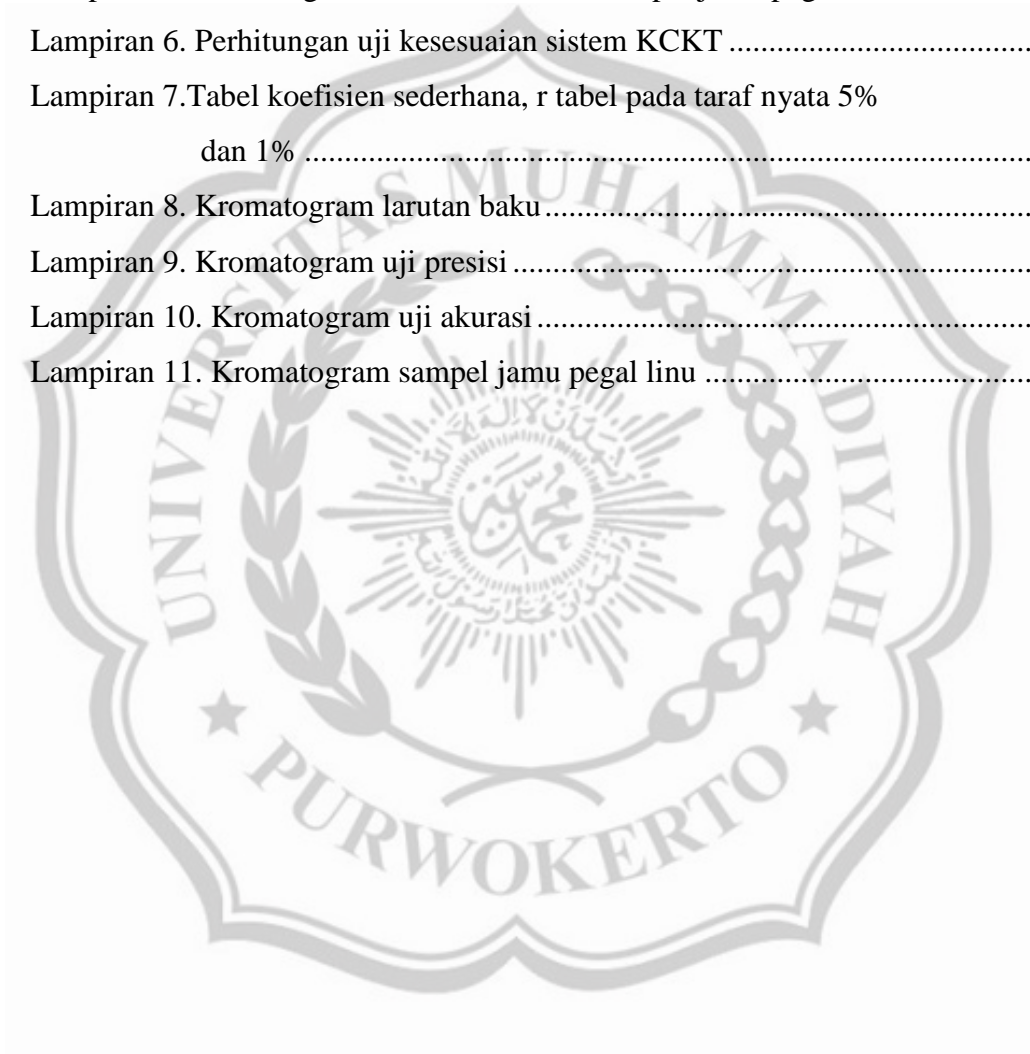 Lampiran 6. Perhitungan uji kesesuaian sistem KCKT ......................................
Lampiran 7.Tabel koefisien sederhana, r tabel pada taraf nyata 5%
dan 1% ...........................................................................................
Lampiran 8. Kromatogram larutan baku ..............................................................
Lampiran 9. Kromatogram uji presisi ..................................................................
Lampiran 10. Kromatogram uji akurasi ...............................................................
Lampiran 11. Kromatogram sampel jamu pegal linu .........................................
UNIVERSITAS MUHAMMADIYAH
PURWOKERTO